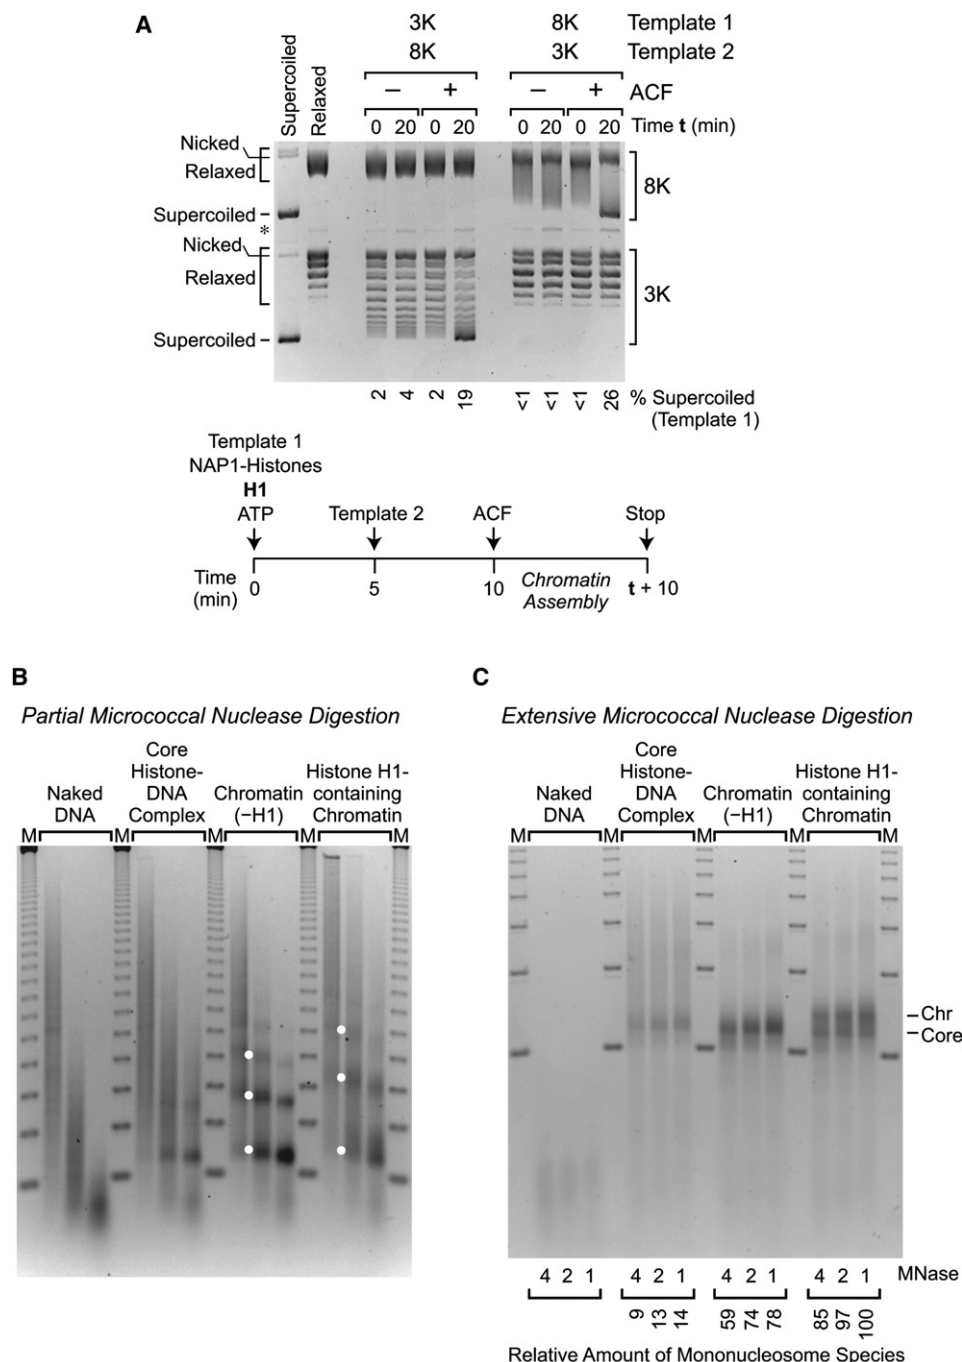 A
3K 8K Template 1
8K 3K Template 2
− + − + ACF
Supercoiled
Relaxed
0 20 0 20 0 20 0 20 Time t (min)
Nicked
Relaxed
8K
Supercoiled
*
Nicked
Relaxed
3K
Supercoiled
2 4 2 19 <1 <1 <1 26 % Supercoiled
(Template 1)
Template 1
NAP1-Histones
H1
ATP Template 2 ACF Stop
Time
(min)
0 5 10 Chromatin
Assembly
t + 10
B
Partial Micrococcal Nuclease Digestion
Naked
DNA
Core
Histone-
DNA
Complex
Chromatin
(−H1)
Histone H1-
containing
Chromatin
M M M M M
C
Extensive Micrococcal Nuclease Digestion
Naked
DNA
Core
Histone-
DNA
Complex
Chromatin
(−H1)
Histone H1-
containing
Chromatin
M M M M M
Chr
Core
4 2 1 4 2 1 4 2 1 4 2 1 MNase
9 13 14 59 74 78 85 97 100
Relative Amount of Mononucleosome Species